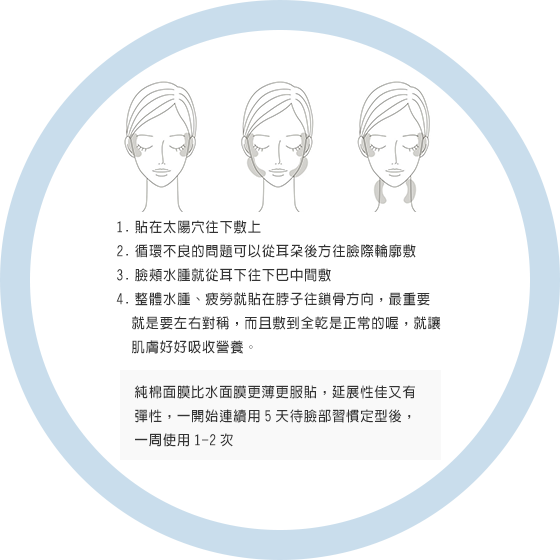 1. 貼在太陽穴往下敷上
2. 循環不良的問題可以從耳朶後方往臉際輪廓敷
3. 臉頰水腫就從耳下往下巴中間敷
4. 整體水腫、疲勞就貼在脖子往鎖骨方向，最重要
就是要左右對稱，而且敷到全乾是正常的喔，就讓
肌膚好好吸收營養。
純棉面膜比水面膜更薄更服貼，延展性佳又有
彈性，一開始連續用 5 天待臉部習慣定型後，
一周使用 1-2 次